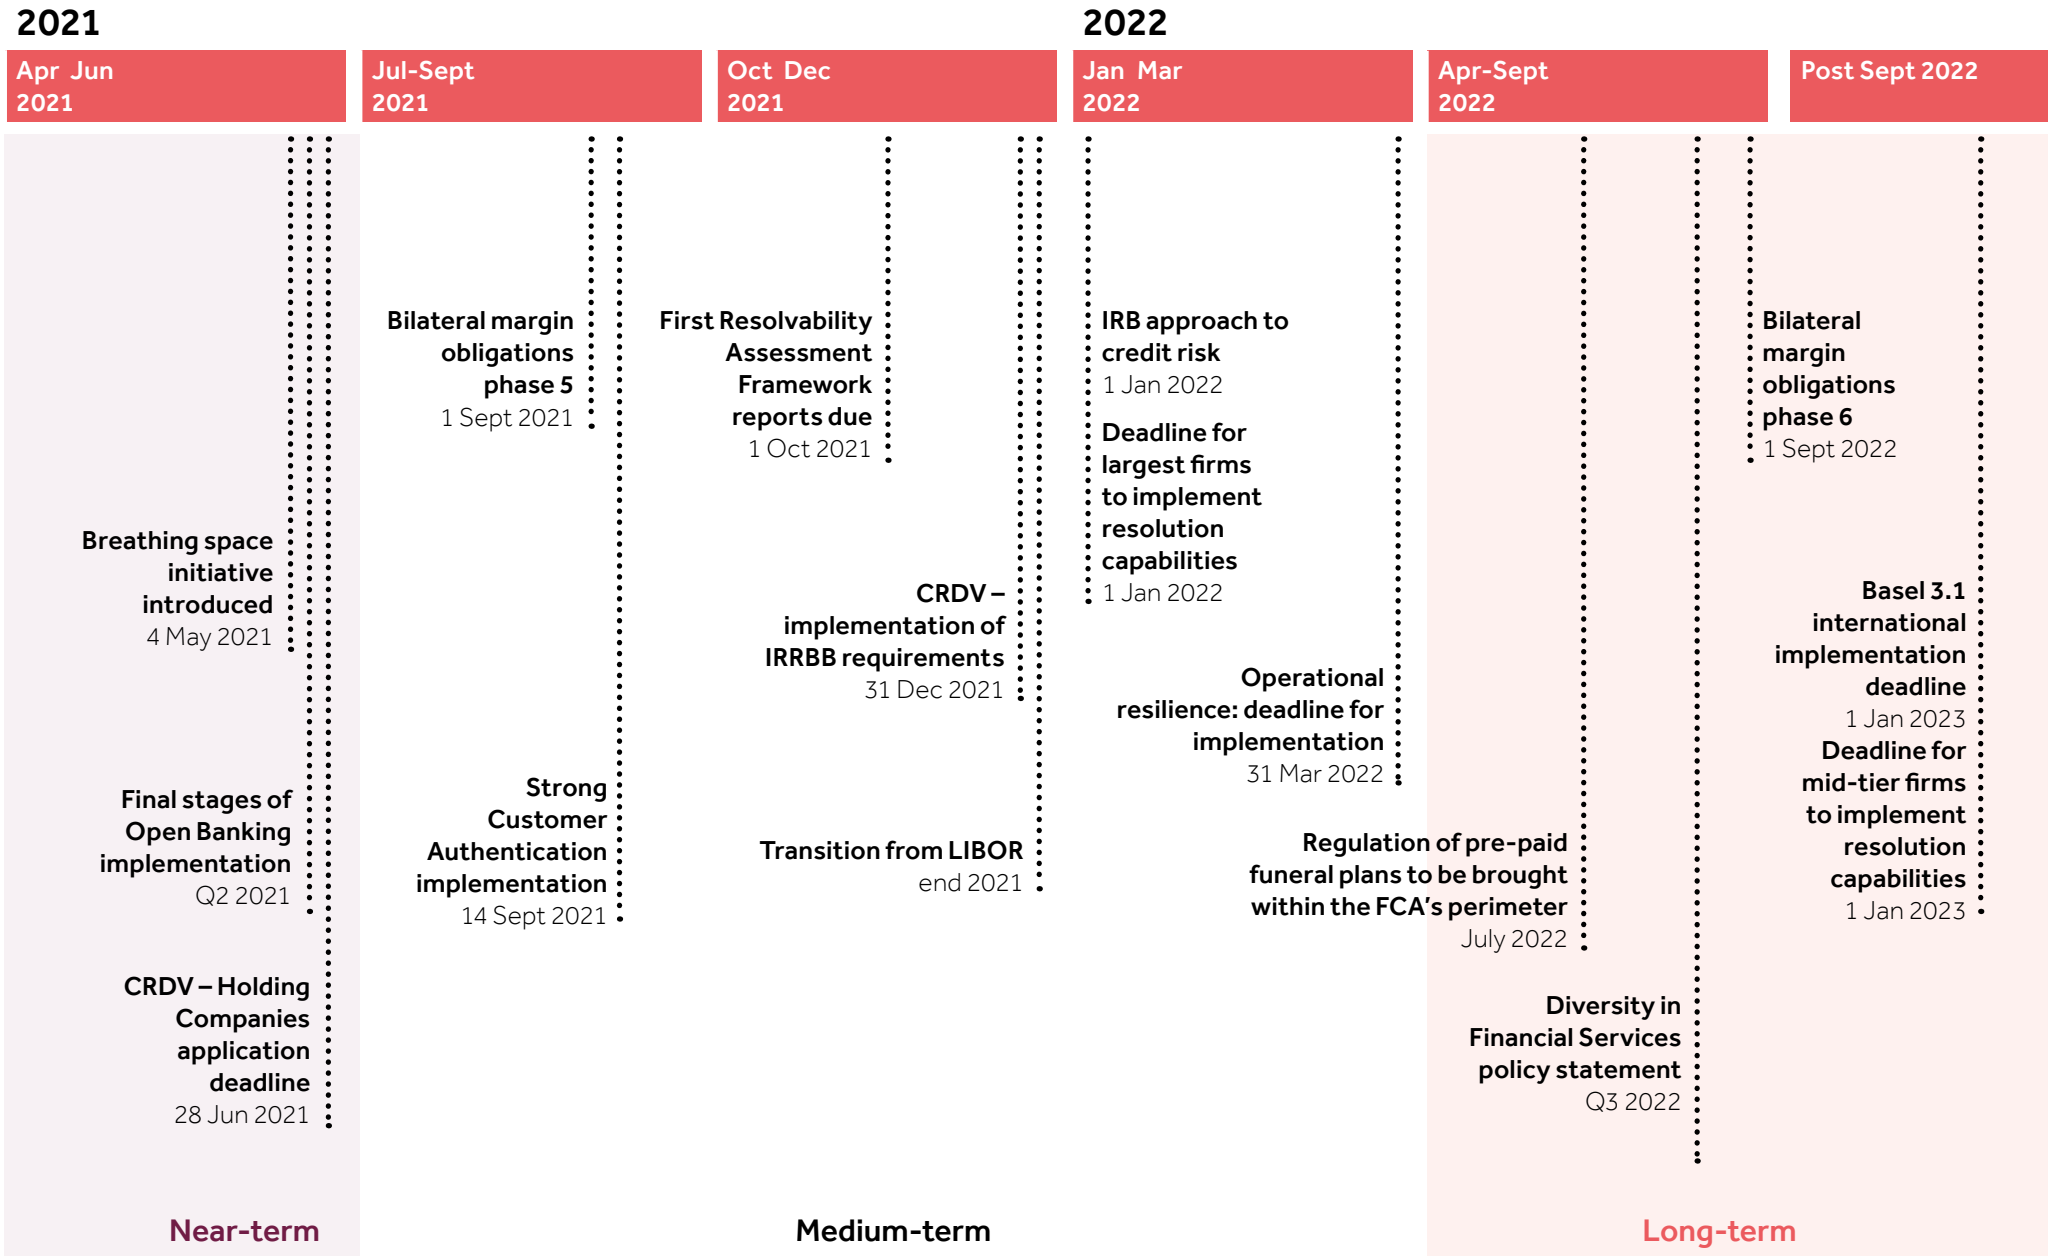 2021
2022
Apr Jun
2021
Jul-Sept
2021
Oct Dec
2021
Jan Mar
2022
Apr-Sept
2022
Post Sept 2022
Breathing space
initiative
introduced
4 May 2021
Final stages of
Open Banking
implementation
Q2 2021
CRDV – Holding
Companies
application
deadline
28 Jun 2021
Bilateral margin
obligations
phase 5
1 Sept 2021
Strong
Customer
Authentication
implementation
14 Sept 2021
First Resolvability
Assessment
Framework
reports due
1 Oct 2021
CRDV –
implementation of
IRRBB requirements
31 Dec 2021
Transition from LIBOR
end 2021
IRB approach to
credit risk
1 Jan 2022
Deadline for
largest firms
to implement
resolution
capabilities
1 Jan 2022
Operational
resilience: deadline for
implementation
31 Mar 2022
Regulation of pre-paid
funeral plans to be brought
within the FCA's perimeter
July 2022
Diversity in
Financial Services
policy statement
Q3 2022
Bilateral
margin
obligations
phase 6
1 Sept 2022
Basel 3.1
international
implementation
deadline
1 Jan 2023
Deadline for
mid-tier firms
to implement
resolution
capabilities
1 Jan 2023
Near-term
Medium-term
Long-term